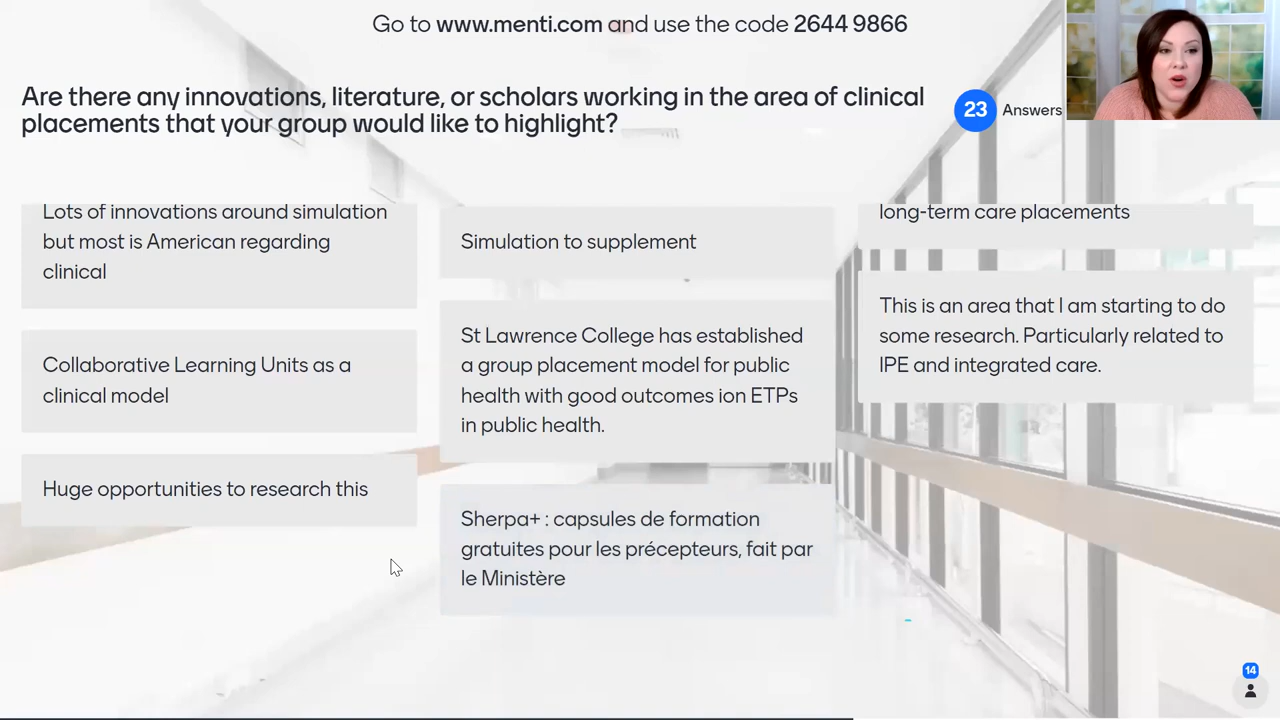 Go to www.menti.com and use the code 2644 9866
Are there any innovations, literature, or scholars working in the area of clinical
placements that your group would like to highlight?
23 Answers
Lots of innovations around simulation
but most is American regarding
clinical
Collaborative Learning Units as a
clinical model
Huge opportunities to research this
Simulation to supplement
St Lawrence College has established
a group placement model for public
health with good outcomes ion ETPs
in public health.
Sherpa+ : capsules de formation
gratuites pour les précepteurs, fait par
le Ministère
long-term care placements
This is an area that I am starting to do
some research. Particularly related to
IPE and integrated care.
14